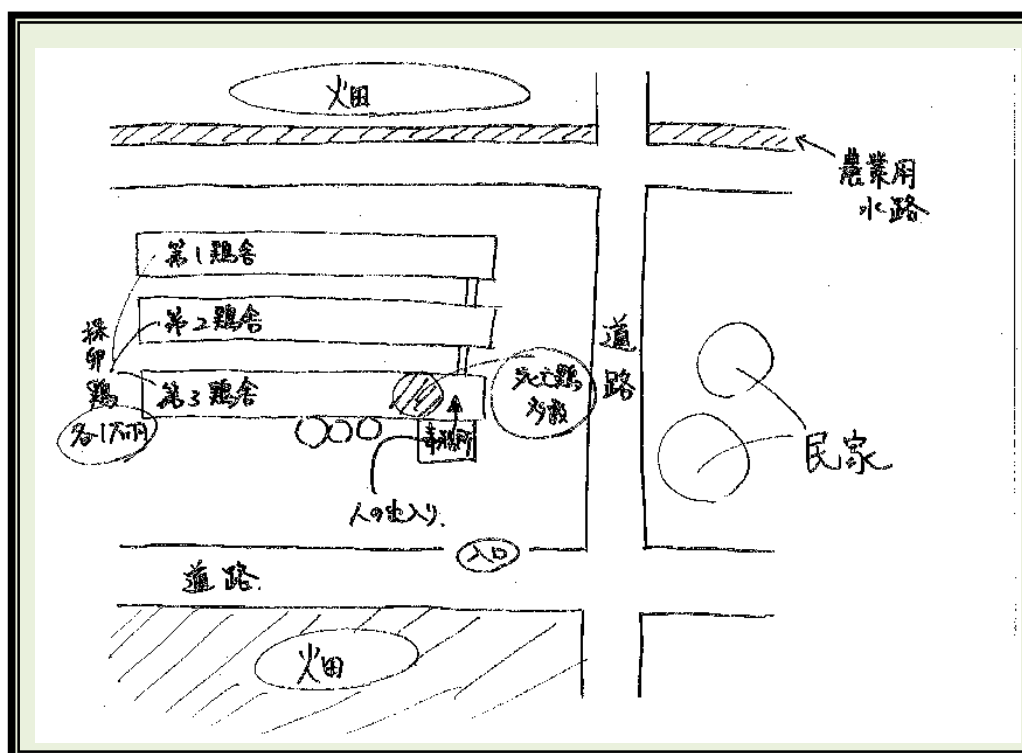 畑
農業用
水路
第1鶏舎
第2鶏舎
採卵
鶏
第3鶏舎
各1万羽
死亡鶏
多数
道
路
事務所
民家
人の出入り.
入口
道路.
畑